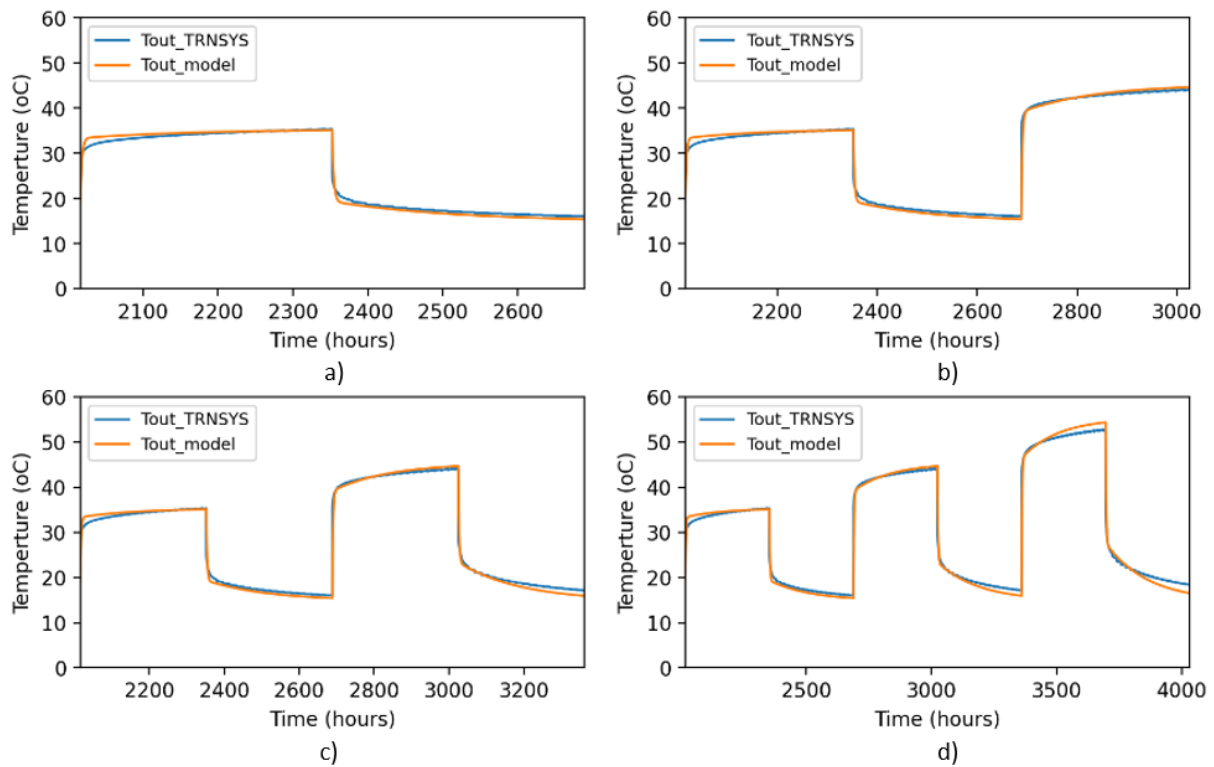 60
50
40
30
20
10
0
Temperture (oC)
Tout_TRNSYS
Tout_model
2100 2200 2300 2400 2500 2600
Time (hours)
a)
60
50
40
30
20
10
0
Temperture (oC)
Tout_TRNSYS
Tout_model
2200 2400 2600 2800 3000
Time (hours)
b)
60
50
40
30
20
10
0
Temperture (oC)
Tout_TRNSYS
Tout_model
2200 2400 2600 2800 3000 3200
Time (hours)
c)
60
50
40
30
20
10
0
Temperture (oC)
Tout_TRNSYS
Tout_model
2500 3000 3500 4000
Time (hours)
d)